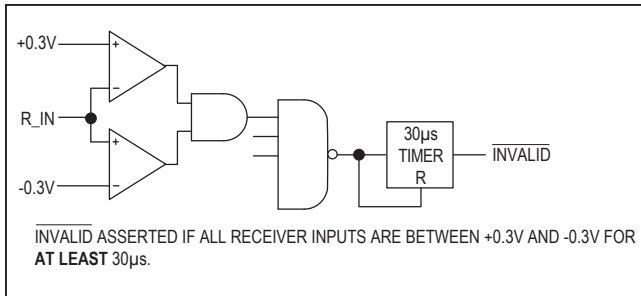 +0.3V
R_IN
-0.3V
30µs
TIMER
R
INVALID
INVALID ASSERTED IF ALL RECEIVER INPUTS ARE BETWEEN +0.3V AND -0.3V FOR
AT LEAST 30µs.